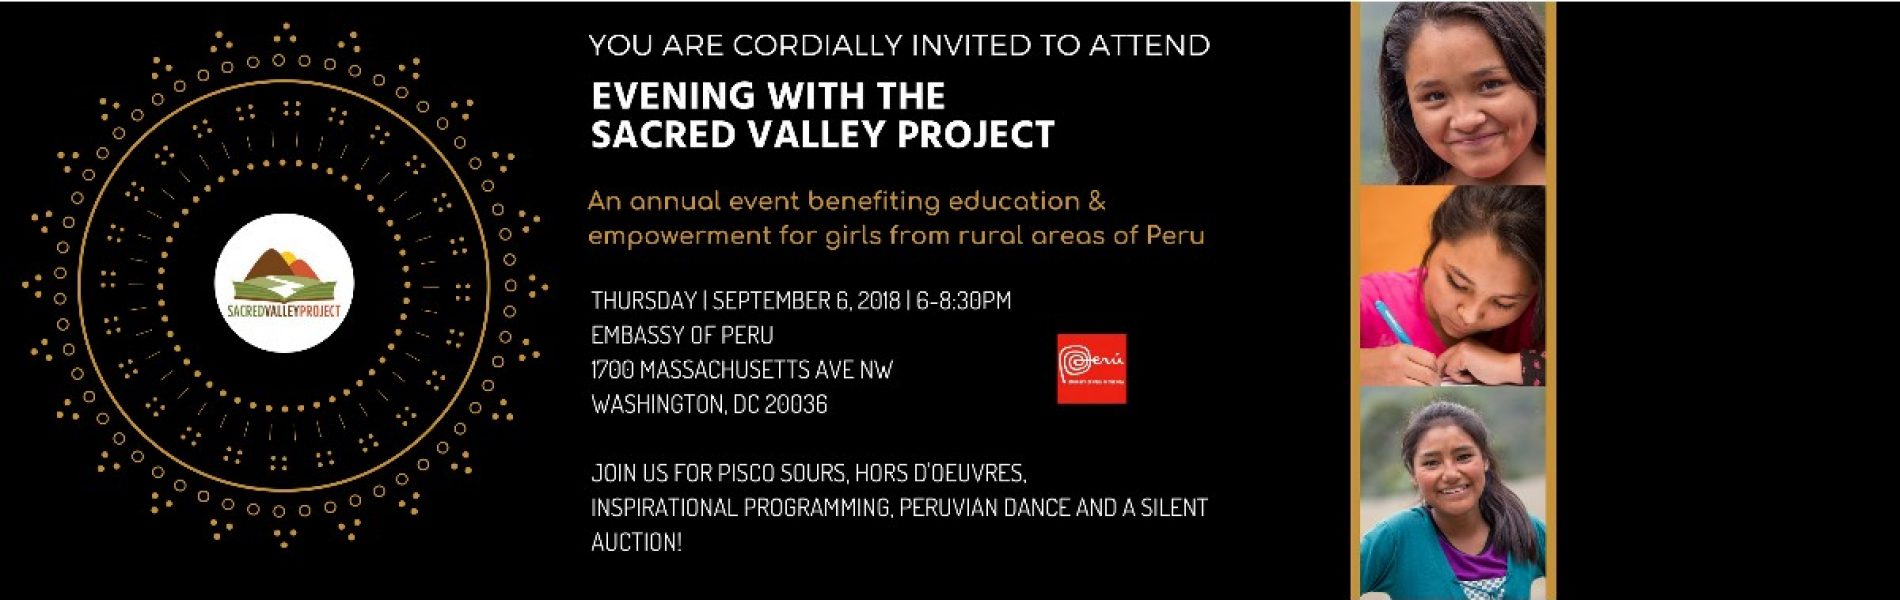 YOU ARE CORDIALLY INVITED TO ATTEND
EVENING WITH THE
SACRED VALLEY PROJECT
An annual event benefiting education &
empowerment for girls from rural areas of Peru
THURSDAY | SEPTEMBER 6, 2018 | 6-8:30PM
EMBASSY OF PERU
1700 MASSACHUSETTS AVE NW
WASHINGTON, DC 20036
JOIN US FOR PISCO SOURS, HORS D'OEUVRES,
INSPIRATIONAL PROGRAMMING, PERUVIAN DANCE AND A SILENT
AUCTION!
SACREDVALLEYPROJECT
Perú